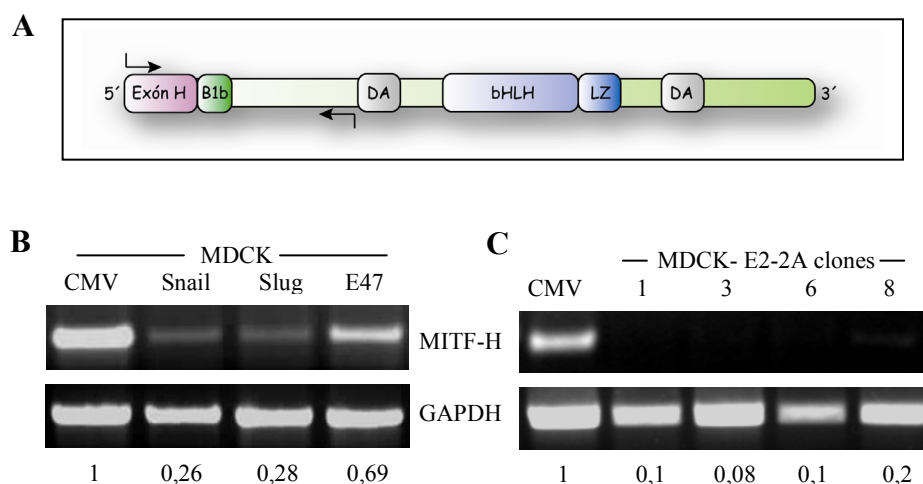 A
5´ Exón H B1b DA bHLH LZ DA 3´
B
MDCK
CMV Snail Slug E47
MITF-H
GAPDH
1 0,26 0,28 0,69
C
MDCK- E2-2A clones
CMV 1 3 6 8
1 0,1 0,08 0,1 0,2